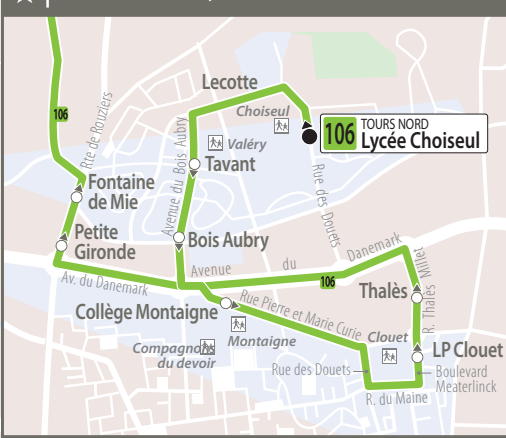 Lecotte
Choiseul
106
TOURS NORD
Lycée Choiseul
106
Rte de Rouziers
Avenue du Bois Aubry
Valéry
Tavant
Rue des Douets
Fontaine
de Mie
Petite
Gironde
Bois Aubry
Avenue du Danemark
106
Av. du Danemark
Thalès
R. Thalès Millet
Collège Montaigne
Rue Pierre et Marie Curie
Montaigne
Compagnons
du devoir
Clouet
LP Clouet
Rue des Douets
Boulevard
Meaterlinck
R. du Maine